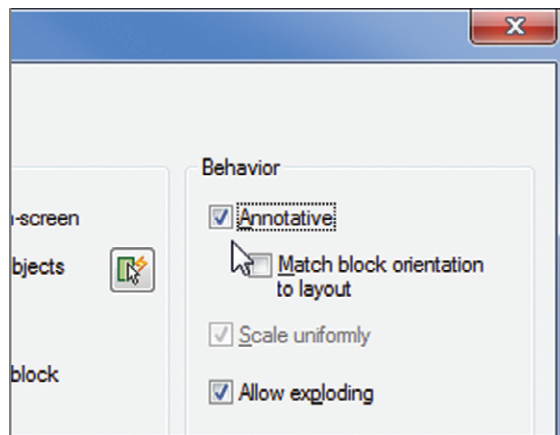 Behavior
-screen
Annotative
bjects
Match block orientation
to layout
Scale uniformly
block
Allow exploding